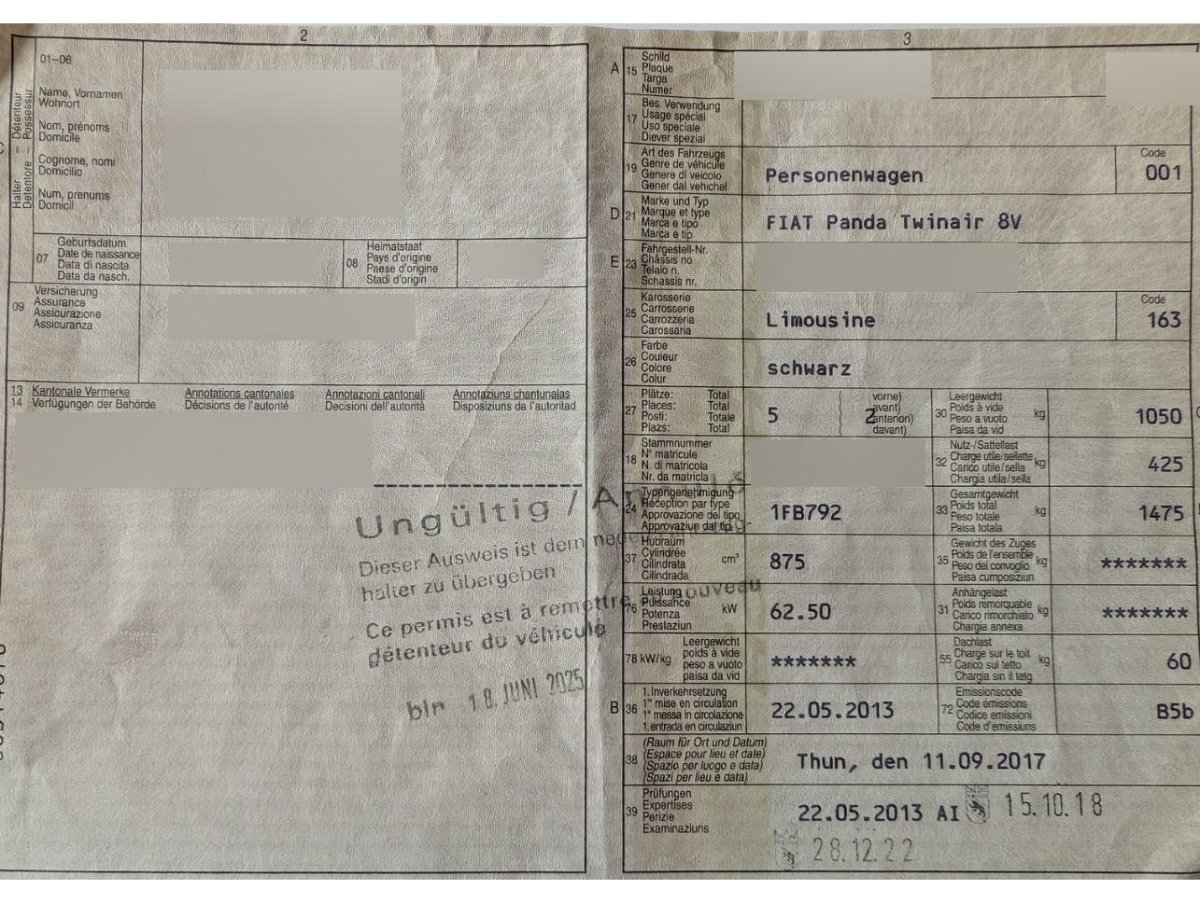 2
01–06
Halter – Détenteur
Detentore – Possessur
Name, Vornamen
Wohnort
Nom, prénoms
Domicile
Cognome, nomi
Domicilio
Num, prenums
Domicil
07
Geburtsdatum
Date de naissance
Data di nascita
Data da nasch.
08
Heimatstaat
Pays d'origine
Paese d'origine
Stadi d'origin
09
Versicherung
Assurance
Assicurazione
Assicuranza
13 Kantonale Vermerke Annotations cantonales Annotazioni cantonali Annotaziuns chantunalas
14 Verfügungen der Behörde Décisions de l'autorité Decisioni dell'autorità Disposiziuns da l'autoritad
Ungültig /
Dieser Ausweis ist dem
halter zu übergeben
Ce permis est à remettre nouveau
détenteur du véhicule
bln 18. JUNI 2025
3
A 15
Schild
Plaque
Targa
Numer
17
Bes. Verwendung
Usage spécial
Uso speciale
Diever spezial
19
Art des Fahrzeugs
Genre de véhicule
Genere di veicolo
Gener dal vehichel
Personenwagen
Code
001
D 21
Marke und Typ
Marque et type
Marca e tipo
Marca e tip
FIAT Panda Twinair 8V
E 23
Fahrgestell-Nr.
Châssis no
Telaio n.
Schassis nr.
25
Karosserie
Carrosserie
Carrozzeria
Carossaria
Limousine
Code
163
26
Farbe
Couleur
Colore
Colur
schwarz
27
Plätze: Total vorne)
Places: Total avant)
Posti: Totale anteriori)
Plazs: Total davant)
5 2
30
Leergewicht
Poids à vide
Peso a vuoto
Paisa da vid
kg
1050
18
Stammnummer
N° matricule
N. di matricola
Nr. da matricla
32
Nutz-/Sattellast
Charge utile/sellette
Carico utile/sella
Chargia utila/sella
kg
425
24
Typengenehmigung
Réception par type
Approvazione del tipo
Approvaziun dal tip
1FB792
33
Gesamtgewicht
Poids total
Peso totale
Paisa totala
kg
1475
37
Hubraum
Cylindrée
Cilindrata
Cilindrada
cm³
875
35
Gewicht des Zuges
Poids de l'ensemble
Peso del convoglio
Paisa cumposiziun
kg
*******
76
Leistung
Puissance
Potenza
Prestaziun
kW
62.50
31
Anhängelast
Poids remorquable
Carico rimorchiato
Chargia annexa
kg
*******
78 kW/kg
Leergewicht
poids à vide
peso a vuoto
paisa da vid
*******
55
Dachlast
Charge sur le toit
Carico sul tetto
Chargia sin il tetg
kg
60
B 36
1. Inverkehrsetzung
1re mise en circulation
1a messa in circolazione
1. entrada en circulaziun
22.05.2013
72
Emissionscode
Code émissions
Codice emissioni
Code d'emissiuns
B5b
38
(Raum für Ort und Datum)
(Espace pour lieu et date)
(Spazio per luogo e data)
(Spazi per lieu e data)
Thun, den 11.09.2017
39
Prüfungen
Expertises
Perizie
Examinaziuns
22.05.2013 AI 15.10.18
28.12.22